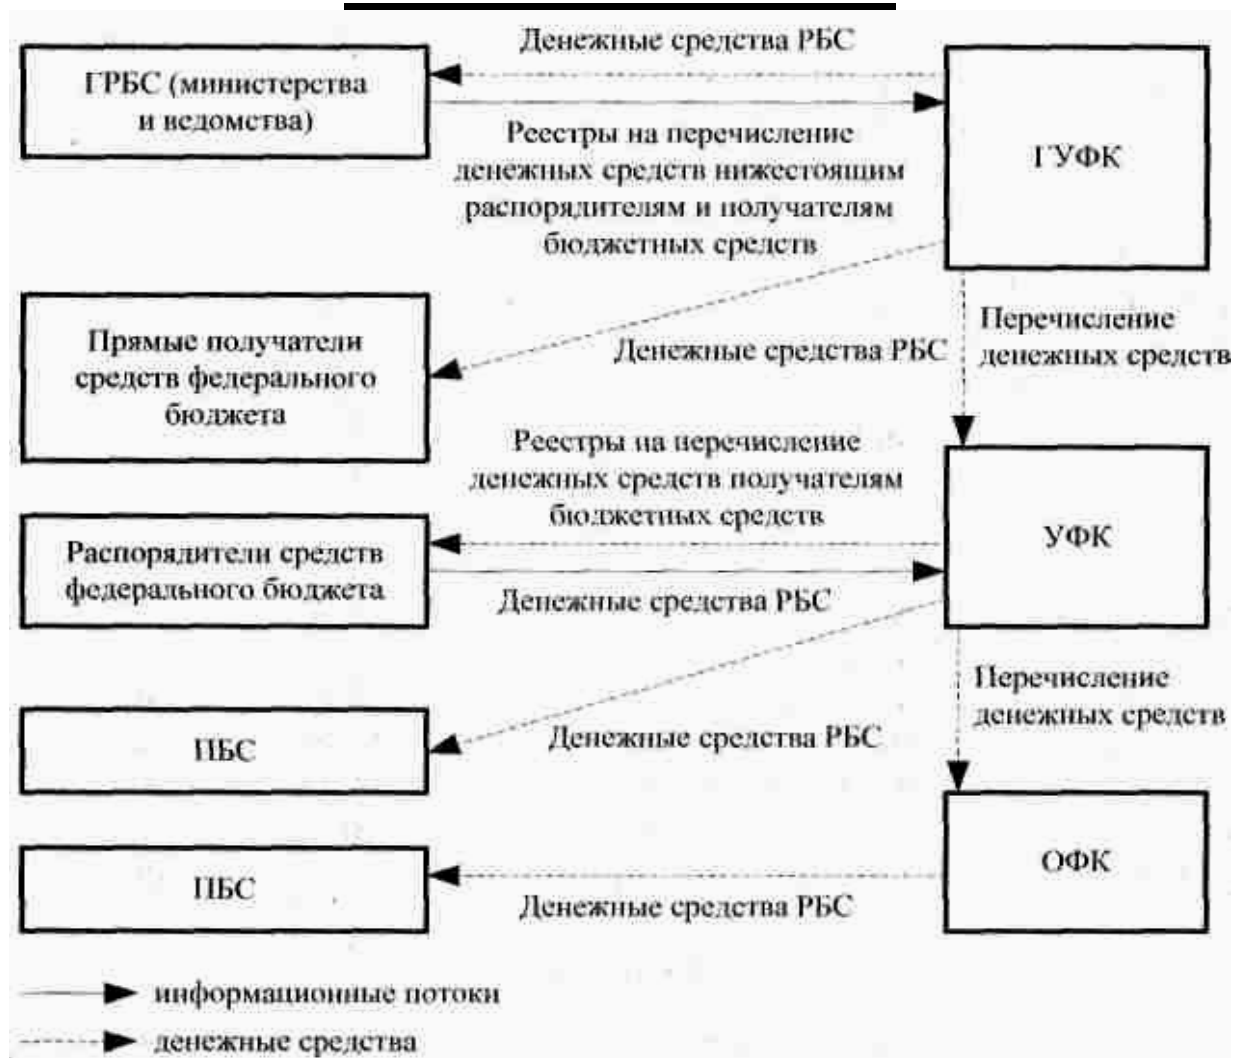 Денежные средства РБС
ГРБС (министерства
и ведомства)
Реестры на перечисление
денежных средств нижестоящим
распорядителям и получателям
бюджетных средств
ГУФК
Прямые получатели
средств федерального
бюджета
Денежные средства РБС
Перечисление
денежных средств
Реестры на перечисление
денежных средств получателям
бюджетных средств
УФК
Распорядители средств
федерального бюджета
Денежные средства РБС
Перечисление
денежных средств
ПБС
Денежные средства РБС
ПБС
Денежные средства РБС
ОФК
информационные потоки
денежные средства